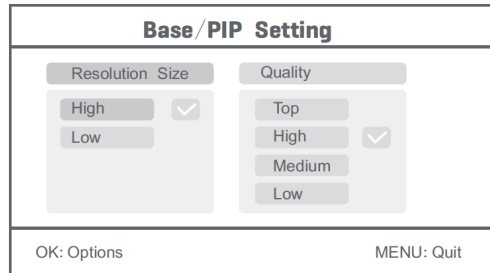 Base/PIP Setting
Resolution Size
High
Low
Quality
Top
High
Medium
Low
OK: Options
MENU: Quit